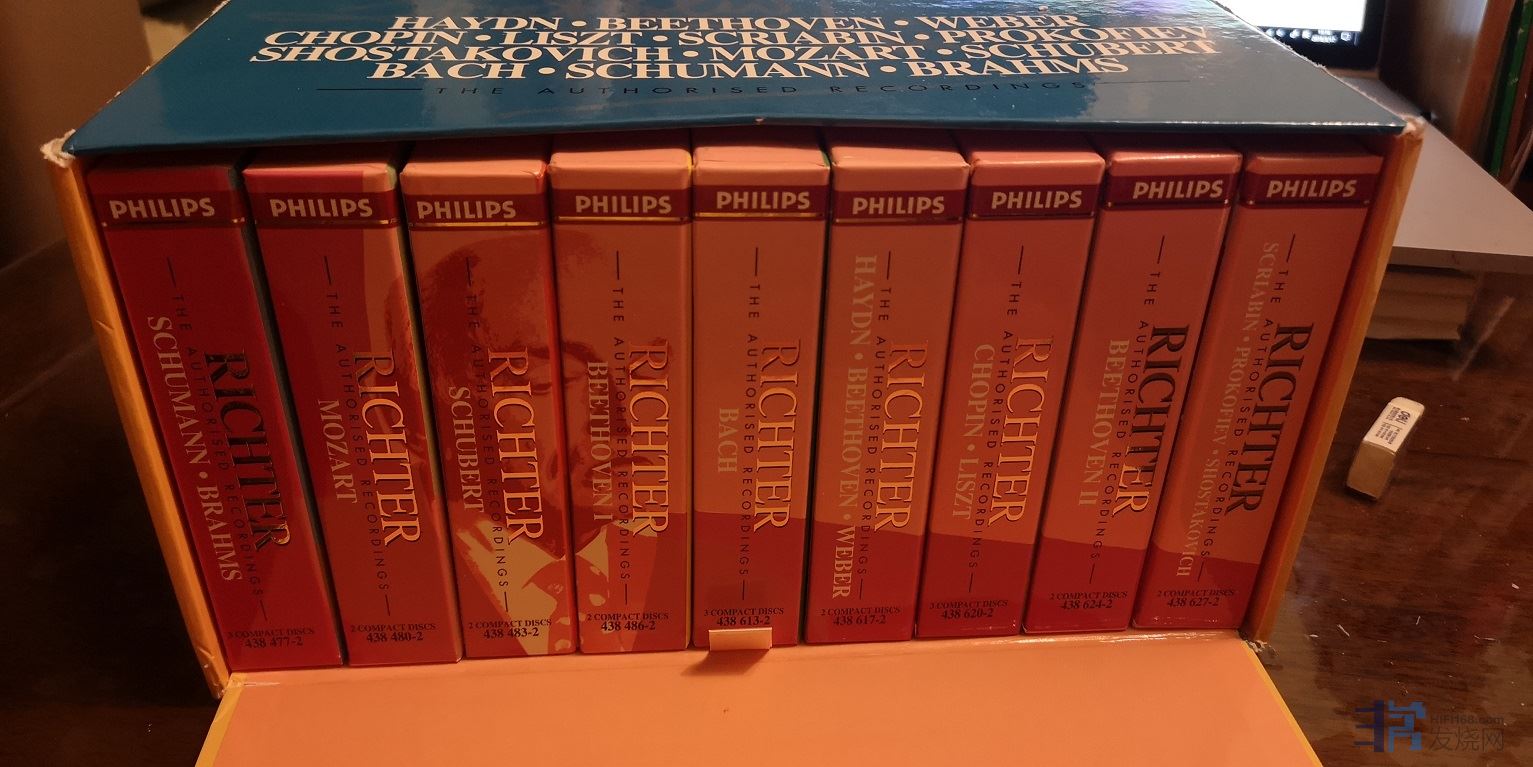 HAYDN • BEETHOVEN • WEBER
CHOPIN • LISZT • SCRIABIN • PROKOFIEV
SHOSTAKOVICH • MOZART • SCHUBERT
BACH • SCHUMANN • BRAHMS
THE AUTHORISED RECORDINGS
PHILIPS
RICHTER
THE AUTHORISED RECORDINGS
SCHUMANN • BRAHMS
3 COMPACT DISCS
438 477-2
PHILIPS
RICHTER
THE AUTHORISED RECORDINGS
MOZART
2 COMPACT DISCS
438 480-2
PHILIPS
RICHTER
THE AUTHORISED RECORDINGS
SCHUBERT
2 COMPACT DISCS
438 483-2
PHILIPS
RICHTER
THE AUTHORISED RECORDINGS
BEETHOVEN I
2 COMPACT DISCS
438 486-2
PHILIPS
RICHTER
THE AUTHORISED RECORDINGS
BACH
3 COMPACT DISCS
438 613-2
PHILIPS
RICHTER
THE AUTHORISED RECORDINGS
HAYDN • BEETHOVEN • WEBER
2 COMPACT DISCS
438 617-2
PHILIPS
RICHTER
THE AUTHORISED RECORDINGS
CHOPIN • LISZT
3 COMPACT DISCS
438 620-2
PHILIPS
RICHTER
THE AUTHORISED RECORDINGS
BEETHOVEN II
2 COMPACT DISCS
438 624-2
PHILIPS
RICHTER
THE AUTHORISED RECORDINGS
SCRIABIN • PROKOFIEV • SHOSTAKOVICH
2 COMPACT DISCS
438 627-2
HIFI168.com
发烧网